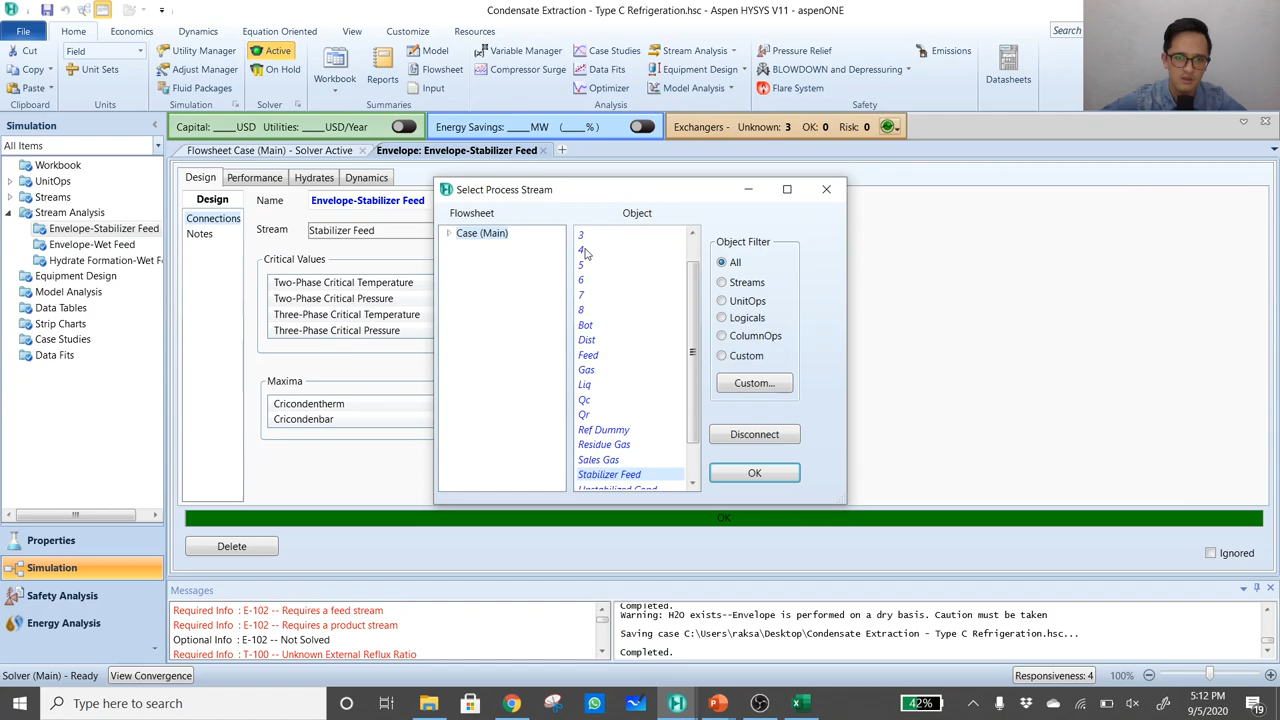 Condensate Extraction - Type C Refrigeration.hsc - Aspen HYSYS V11 - aspenONE
File Home Economics Dynamics Equation Oriented View Customize Resources Search
Cut Field Utility Manager Active Model Variable Manager Case Studies Stream Analysis Pressure Relief Emissions
Copy Unit Sets Adjust Manager On Hold Workbook Reports Flowsheet Compressor Surge Data Fits Equipment Design BLOWDOWN and Depressuring Datasheets
Paste Fluid Packages Input Optimizer Model Analysis Flare System
Clipboard Units Simulation Solver Summaries Analysis Safety
Simulation Capital: ____USD Utilities: ____USD/Year Energy Savings: ____MW (____%) Exchangers - Unknown: 3 OK: 0 Risk: 0
All Items Flowsheet Case (Main) - Solver Active Envelope: Envelope-Stabilizer Feed
Workbook
UnitOps
Streams
Stream Analysis
Envelope-Stabilizer Feed
Envelope-Wet Feed
Hydrate Formation-Wet F
Equipment Design
Model Analysis
Data Tables
Strip Charts
Case Studies
Data Fits
Properties
Simulation
Safety Analysis
Energy Analysis
Design Performance Hydrates Dynamics
Design
Connections
Notes
Name Envelope-Stabilizer Feed
Stream Stabilizer Feed
Critical Values
Two-Phase Critical Temperature
Two-Phase Critical Pressure
Three-Phase Critical Temperature
Three-Phase Critical Pressure
Maxima
Cricondentherm
Cricondenbar
Select Process Stream
Flowsheet Object
Case (Main)
3
4
5
6
7
8
Bot
Dist
Feed
Gas
Liq
Qc
Qr
Ref Dummy
Residue Gas
Sales Gas
Stabilizer Feed
Unstabilized Cond
Object Filter
All
Streams
UnitOps
Logicals
ColumnOps
Custom
Custom...
Disconnect
OK
OK
Delete Ignored
Messages
Required Info : E-102 -- Requires a feed stream
Required Info : E-102 -- Requires a product stream
Optional Info : E-102 -- Not Solved
Required Info : T-100 -- Unknown External Reflux Ratio
Completed.
Warning: H2O exists--Envelope is performed on a dry basis. Caution must be taken
Saving case C:\Users\raksa\Desktop\Condensate Extraction - Type C Refrigeration.hsc...
Completed.
Solver (Main) - Ready View Convergence Responsiveness: 4 100%
Type here to search 42% 5:12 PM
9/5/2020 19